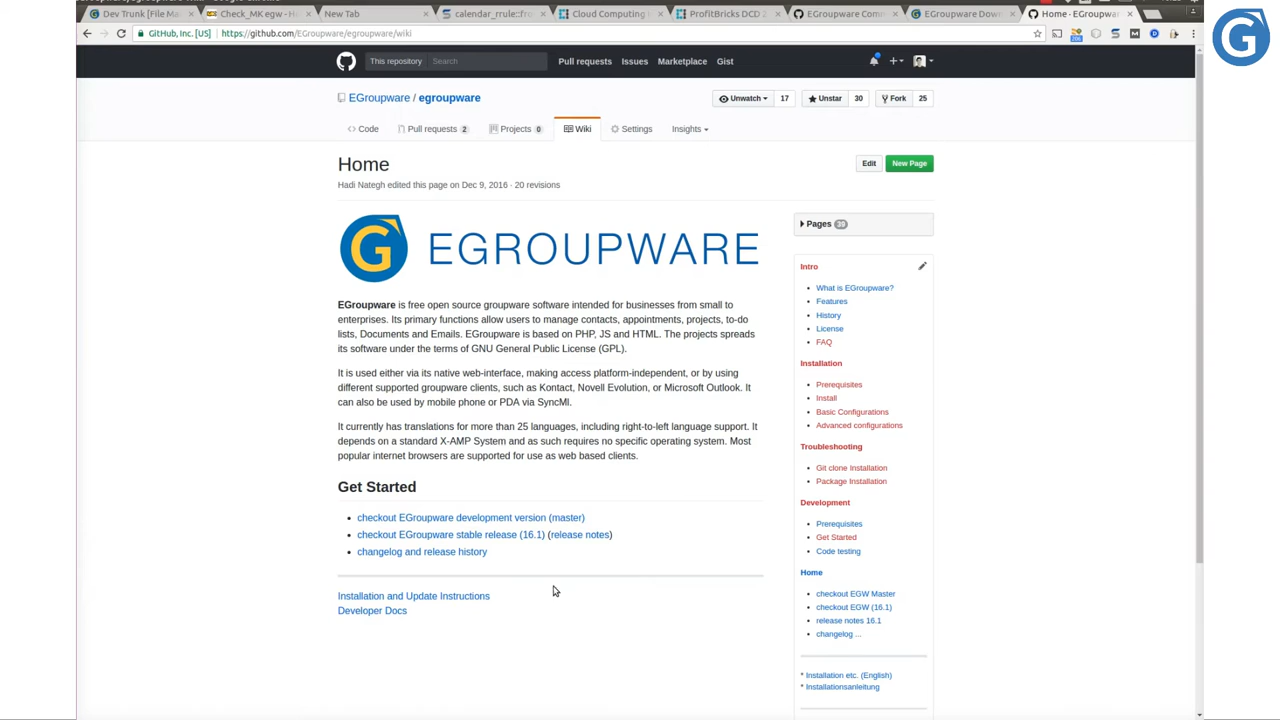 Dev Trunk [File Ma
Check_MK egw - H
New Tab
calendar_rrule::fro
Cloud Computing
ProfitBricks DCD 2
EGroupware Com
EGroupware Dow
Home · EGroupwar
GitHub, Inc. [US]
https://github.com/EGroupware/egroupware/wiki
This repository
Search
Pull requests
Issues
Marketplace
Gist
EGroupware / egroupware
Unwatch
17
Unstar
30
Fork
25
Code
Pull requests 2
Projects 0
Wiki
Settings
Insights
Home
Edit
New Page
Hadi Nategh edited this page on Dec 9, 2016 · 20 revisions
G
EGROUPWARE
EGroupware is free open source groupware software intended for businesses from small to
enterprises. Its primary functions allow users to manage contacts, appointments, projects, to-do
lists, Documents and Emails. EGroupware is based on PHP, JS and HTML. The projects spreads
its software under the terms of GNU General Public License (GPL).
It is used either via its native web-interface, making access platform-independent, or by using
different supported groupware clients, such as Kontact, Novell Evolution, or Microsoft Outlook. It
can also be used by mobile phone or PDA via SyncMl.
It currently has translations for more than 25 languages, including right-to-left language support. It
depends on a standard X-AMP System and as such requires no specific operating system. Most
popular internet browsers are supported for use as web based clients.
Get Started
• checkout EGroupware development version (master)
• checkout EGroupware stable release (16.1) (release notes)
• changelog and release history
Installation and Update Instructions
Developer Docs
Pages 39
Intro
• What is EGroupware?
• Features
• History
• License
• FAQ
Installation
• Prerequisites
• Install
• Basic Configurations
• Advanced configurations
Troubleshooting
• Git clone Installation
• Package Installation
Development
• Prerequisites
• Get Started
• Code testing
Home
• checkout EGW Master
• checkout EGW (16.1)
• release notes 16.1
• changelog ...
* Installation etc. (English)
* Installationsanleitung
G